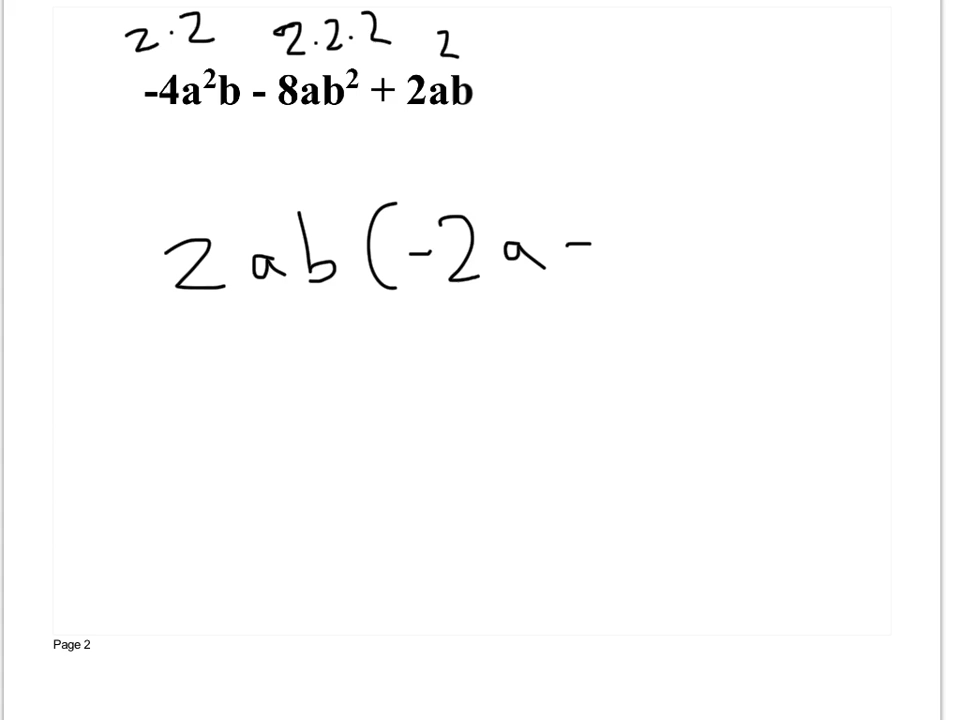 2·2 2·2·2 2
-4a²b - 8ab² + 2ab
2ab(-2a -
Page 2